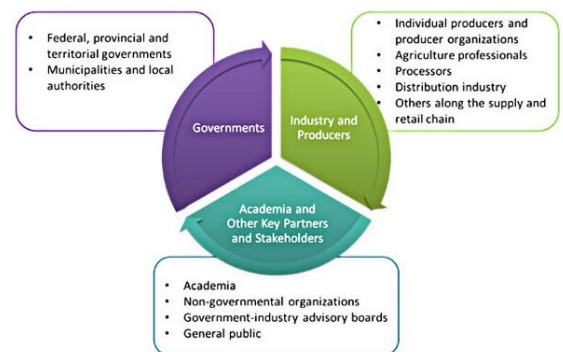 • Federal, provincial and
territorial governments
• Municipalities and local
authorities
• Individual producers and
producer organizations
• Agriculture professionals
• Processors
• Distribution industry
• Others along the supply and
retail chain
Governments
Industry and
Producers
Academia and
Other Key Partners
and Stakeholders
• Academia
• Non-governmental organizations
• Government-industry advisory boards
• General public